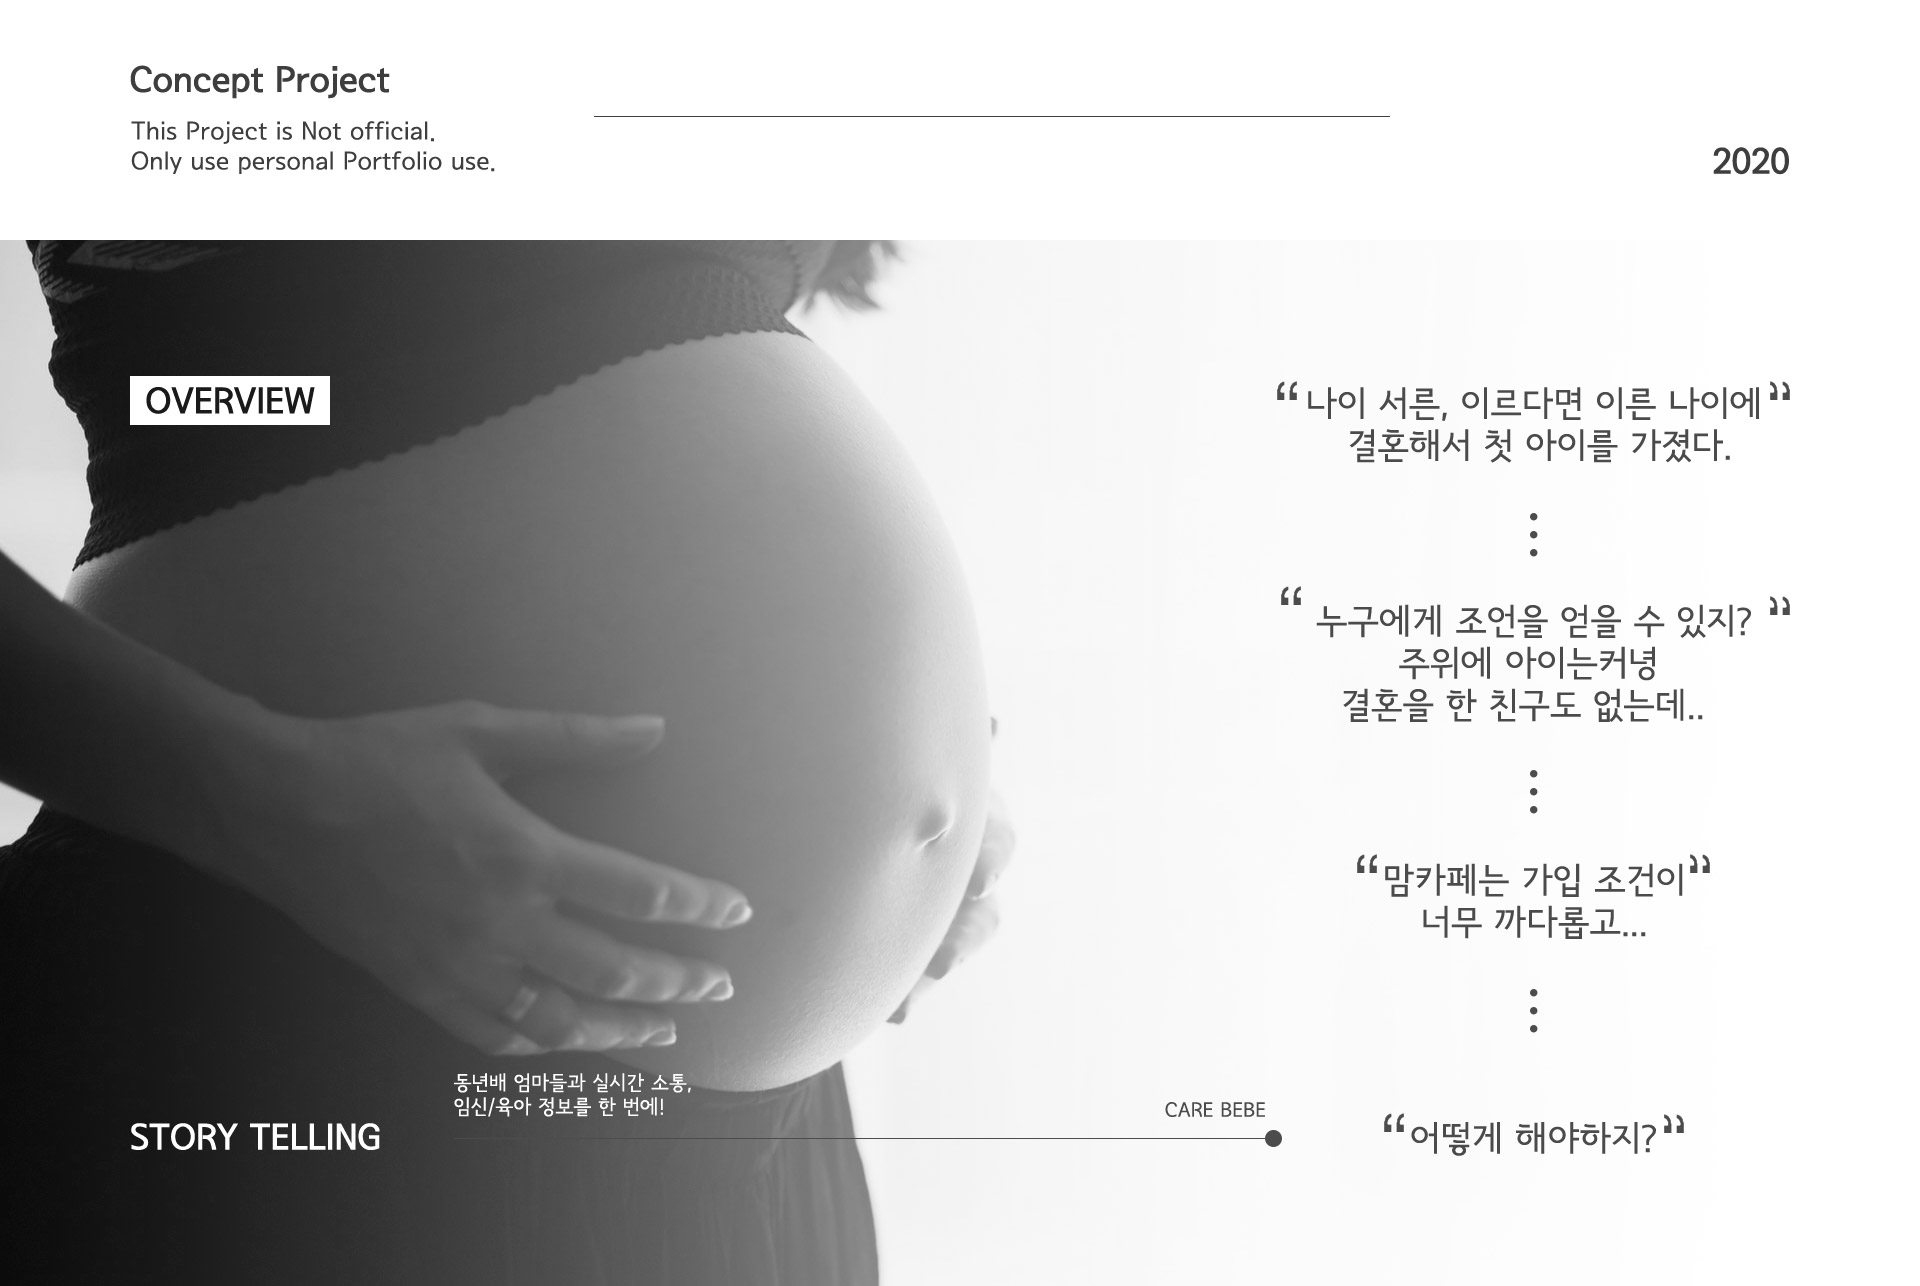 Concept Project
This Project is Not official.
Only use personal Portfolio use.
2020
OVERVIEW
“나이 서른, 이르다면 이른 나이에”
결혼해서 첫 아이를 가졌다.
“누구에게 조언을 얻을 수 있지?”
주위에 아이는커녕
결혼을 한 친구도 없는데..
“맘카페는 가입 조건이”
너무 까다롭고...
동년배 엄마들과 실시간 소통,
임신/육아 정보를 한 번에!
STORY TELLING
CARE BEBE
“어떻게 해야하지?”